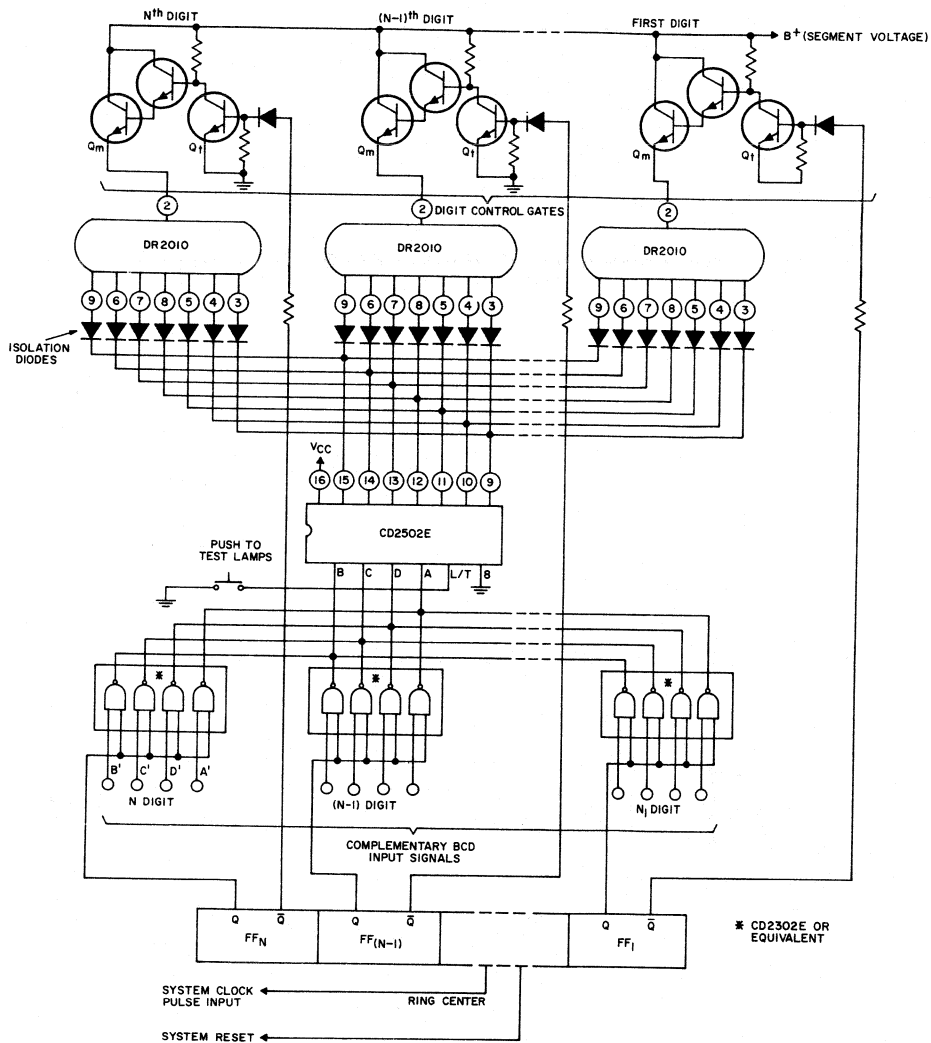 Nth DIGIT
(N-1)th DIGIT
FIRST DIGIT
B+ (SEGMENT VOLTAGE)
Qm
Qt
Qm
Qt
Qm
Qt
2
2
DIGIT CONTROL GATES
2
DR2010
DR2010
DR2010
9 6 7 8 5 4 3
9 6 7 8 5 4 3
9 6 7 8 5 4 3
ISOLATION
DIODES
VCC
16 15 14 13 12 11 10 9
CD2502E
PUSH TO
TEST LAMPS
B C D A L/T 8
*
*
*
B' C' D' A'
N DIGIT
(N-1) DIGIT
N1 DIGIT
COMPLEMENTARY BCD
INPUT SIGNALS
Q Q̅
Q Q̅
Q Q̅
FFN
FF(N-1)
FF1
* CD2302E OR
EQUIVALENT
SYSTEM CLOCK
PULSE INPUT
RING CENTER
SYSTEM RESET